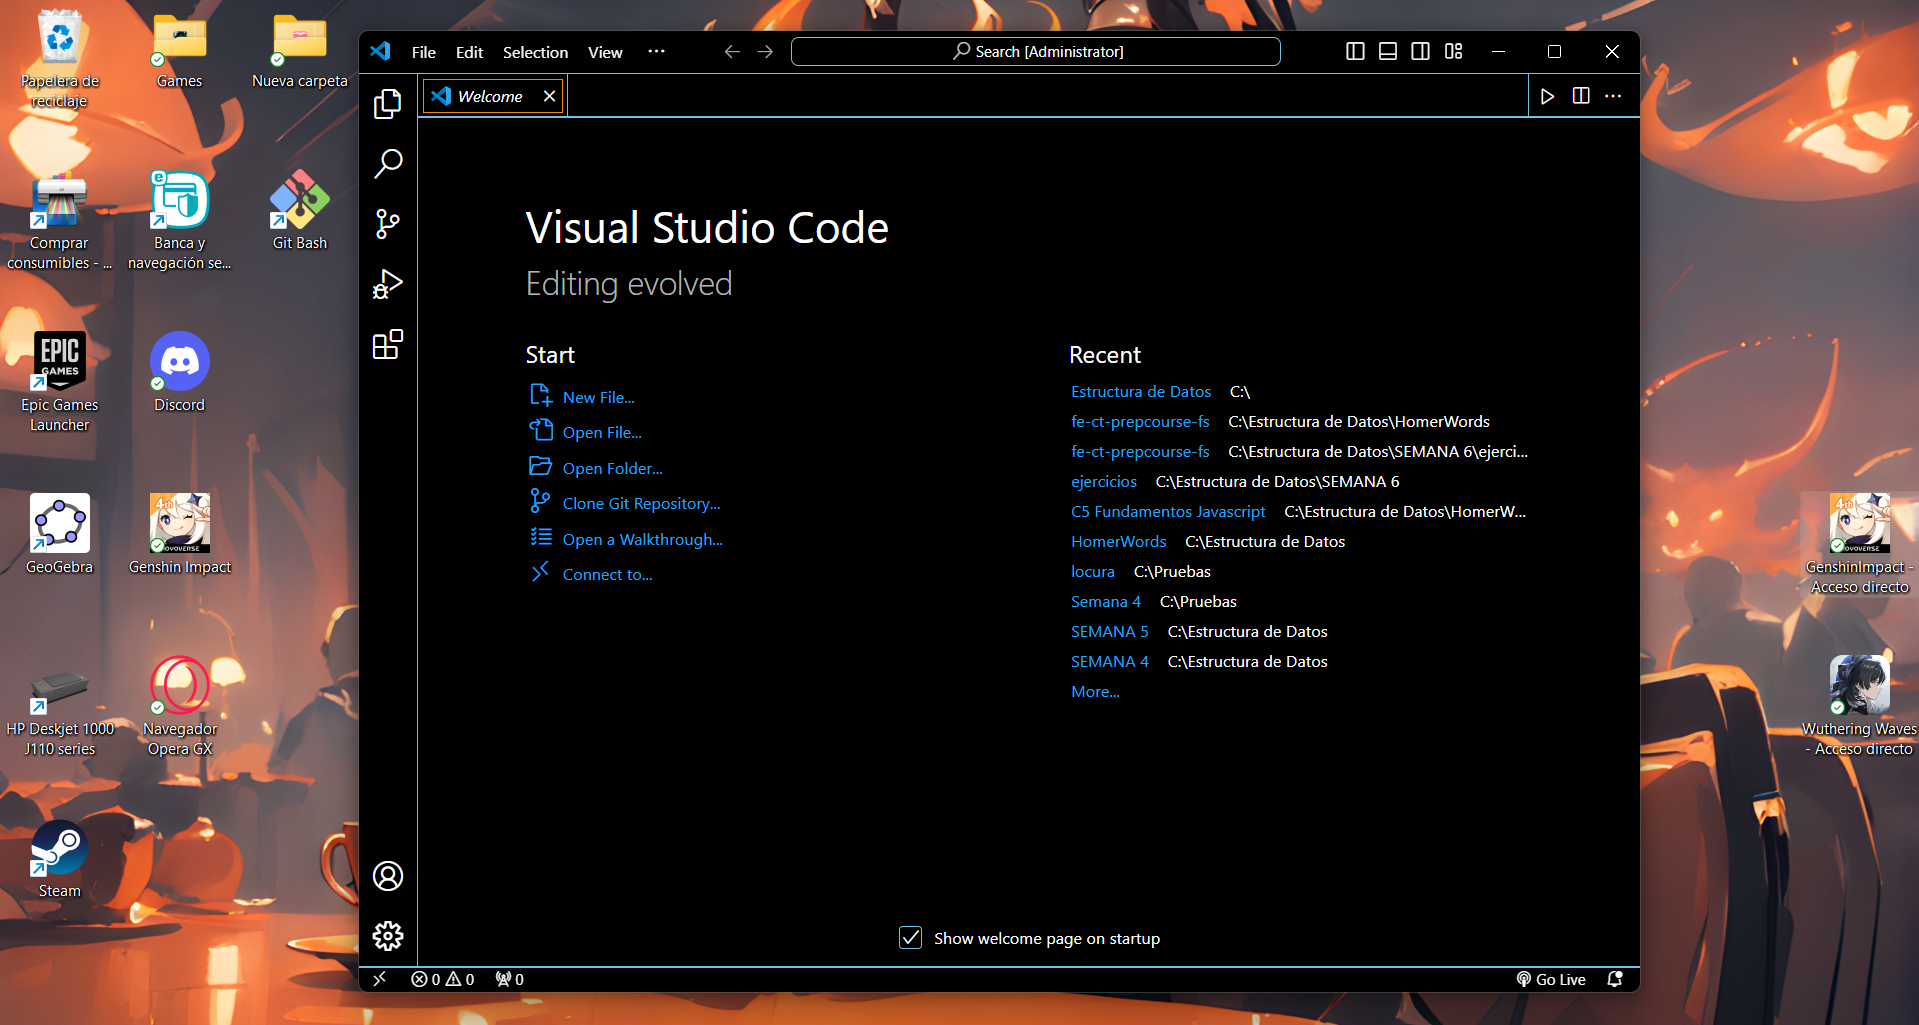 Papelera de
reciclaje
Games
Nueva carpeta
Comprar
consumibles - ...
Banca y
navegación se...
Git Bash
EPIC
GAMES
Epic Games
Launcher
Discord
GeoGebra
4th
OVOVERSE
Genshin Impact
HP Deskjet 1000
J110 series
Navegador
Opera GX
Steam
File Edit Selection View ...
Search [Administrator]
Welcome
Visual Studio Code
Editing evolved
Start
New File...
Open File...
Open Folder...
Clone Git Repository...
Open a Walkthrough...
Connect to...
Recent
Estructura de Datos C:\
fe-ct-prepcourse-fs C:\Estructura de Datos\HomerWords
fe-ct-prepcourse-fs C:\Estructura de Datos\SEMANA 6\ejerci...
ejercicios C:\Estructura de Datos\SEMANA 6
C5 Fundamentos Javascript C:\Estructura de Datos\HomerW...
HomerWords C:\Estructura de Datos
locura C:\Pruebas
Semana 4 C:\Pruebas
SEMANA 5 C:\Estructura de Datos
SEMANA 4 C:\Estructura de Datos
More...
Show welcome page on startup
0 0 0
Go Live
4th
OVOVERSE
GenshinImpact -
Acceso directo
Wuthering Waves
- Acceso directo